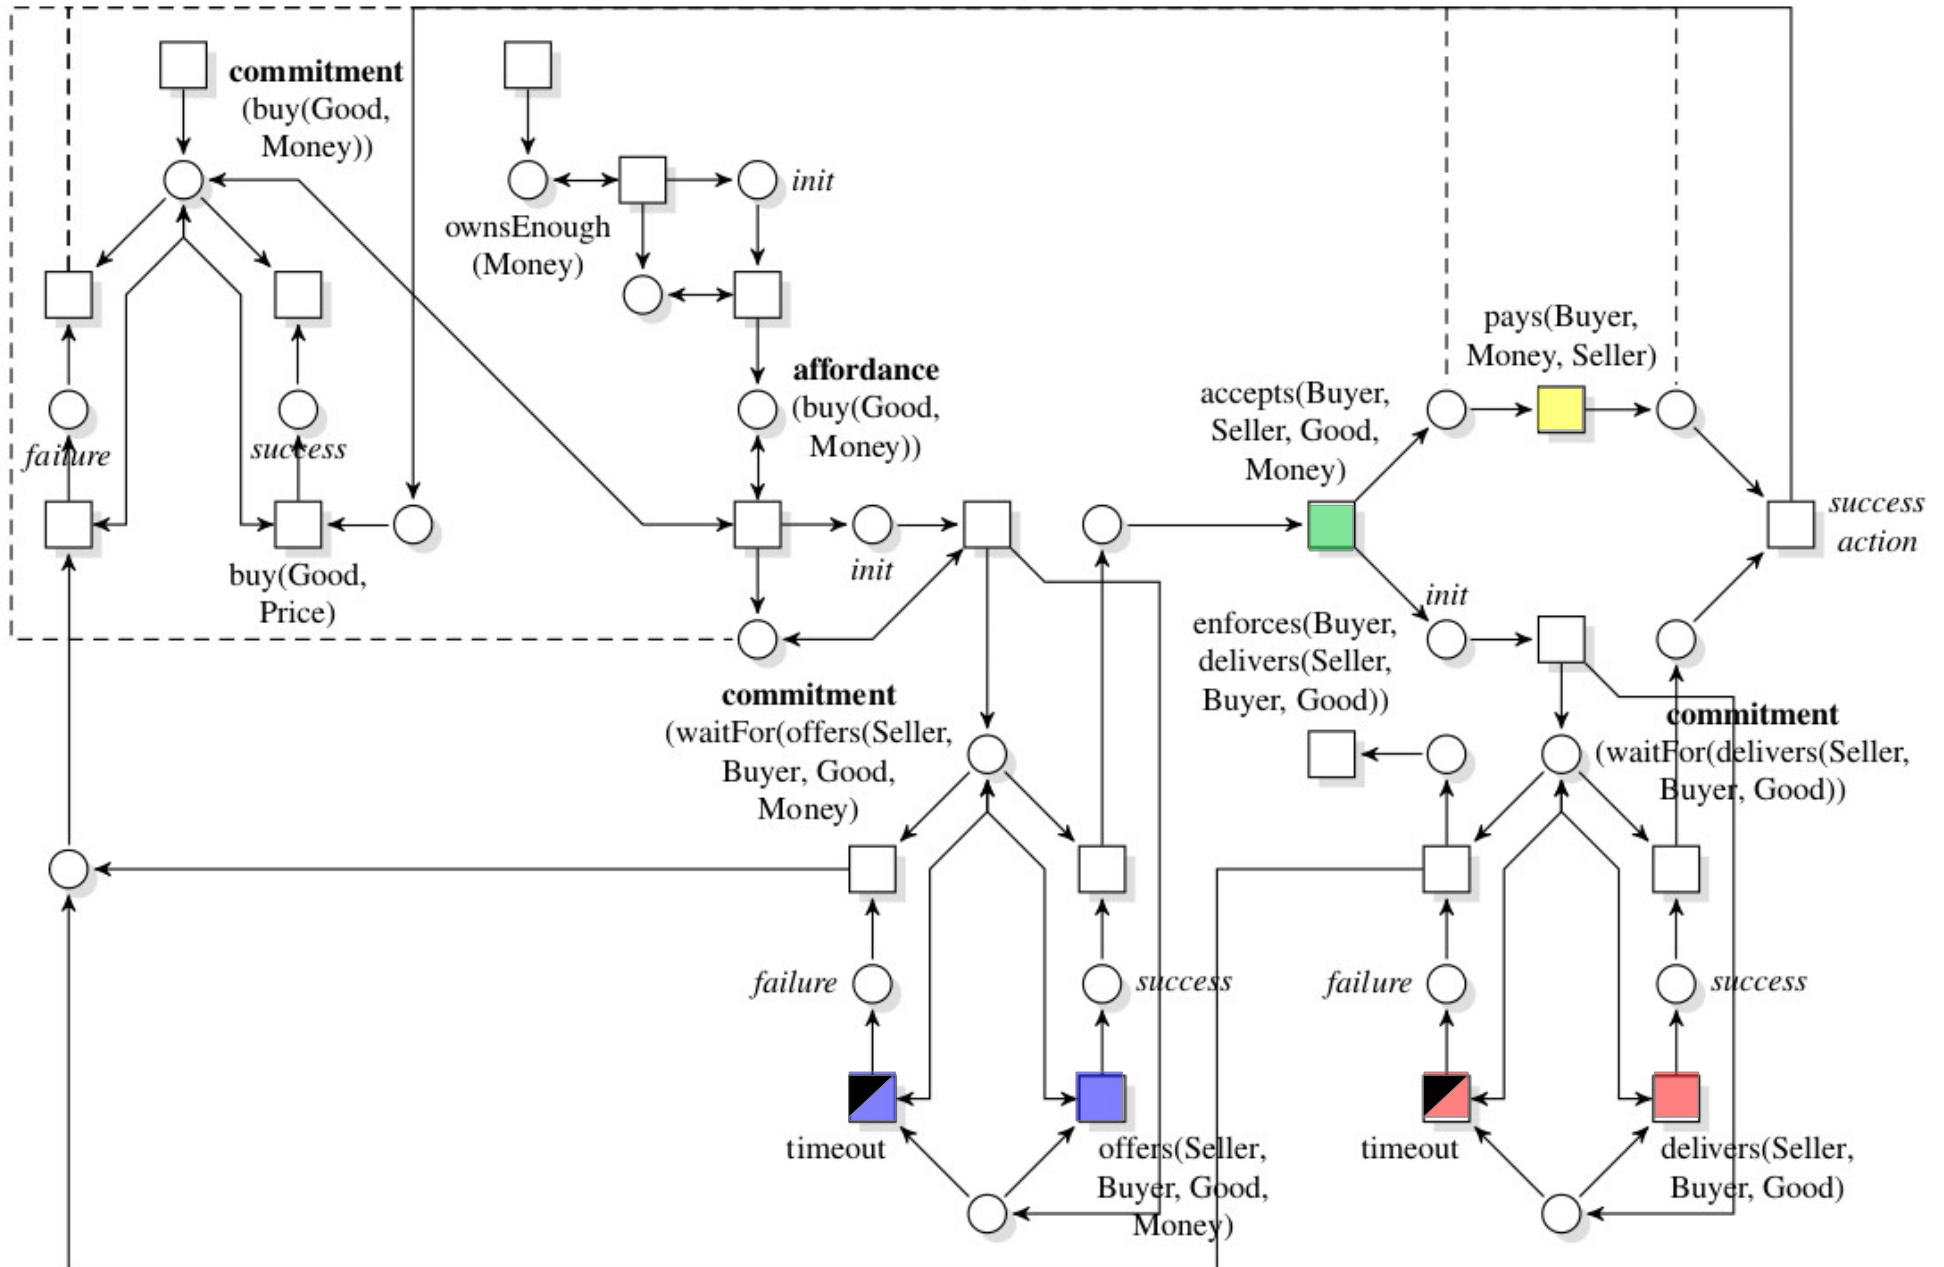 commitment
(buy(Good,
Money))
init
ownsEnough
(Money)
affordance
(buy(Good,
Money))
pays(Buyer,
Money, Seller)
accepts(Buyer,
Seller, Good,
Money)
failure
success
success
action
init
buy(Good,
Price)
init
enforces(Buyer,
delivers(Seller,
Buyer, Good))
commitment
(waitFor(offers(Seller,
Buyer, Good,
Money)
commitment
(waitFor(delivers(Seller,
Buyer, Good))
failure
success
failure
success
timeout
offers(Seller,
Buyer, Good,
Money)
timeout
delivers(Seller,
Buyer, Good)